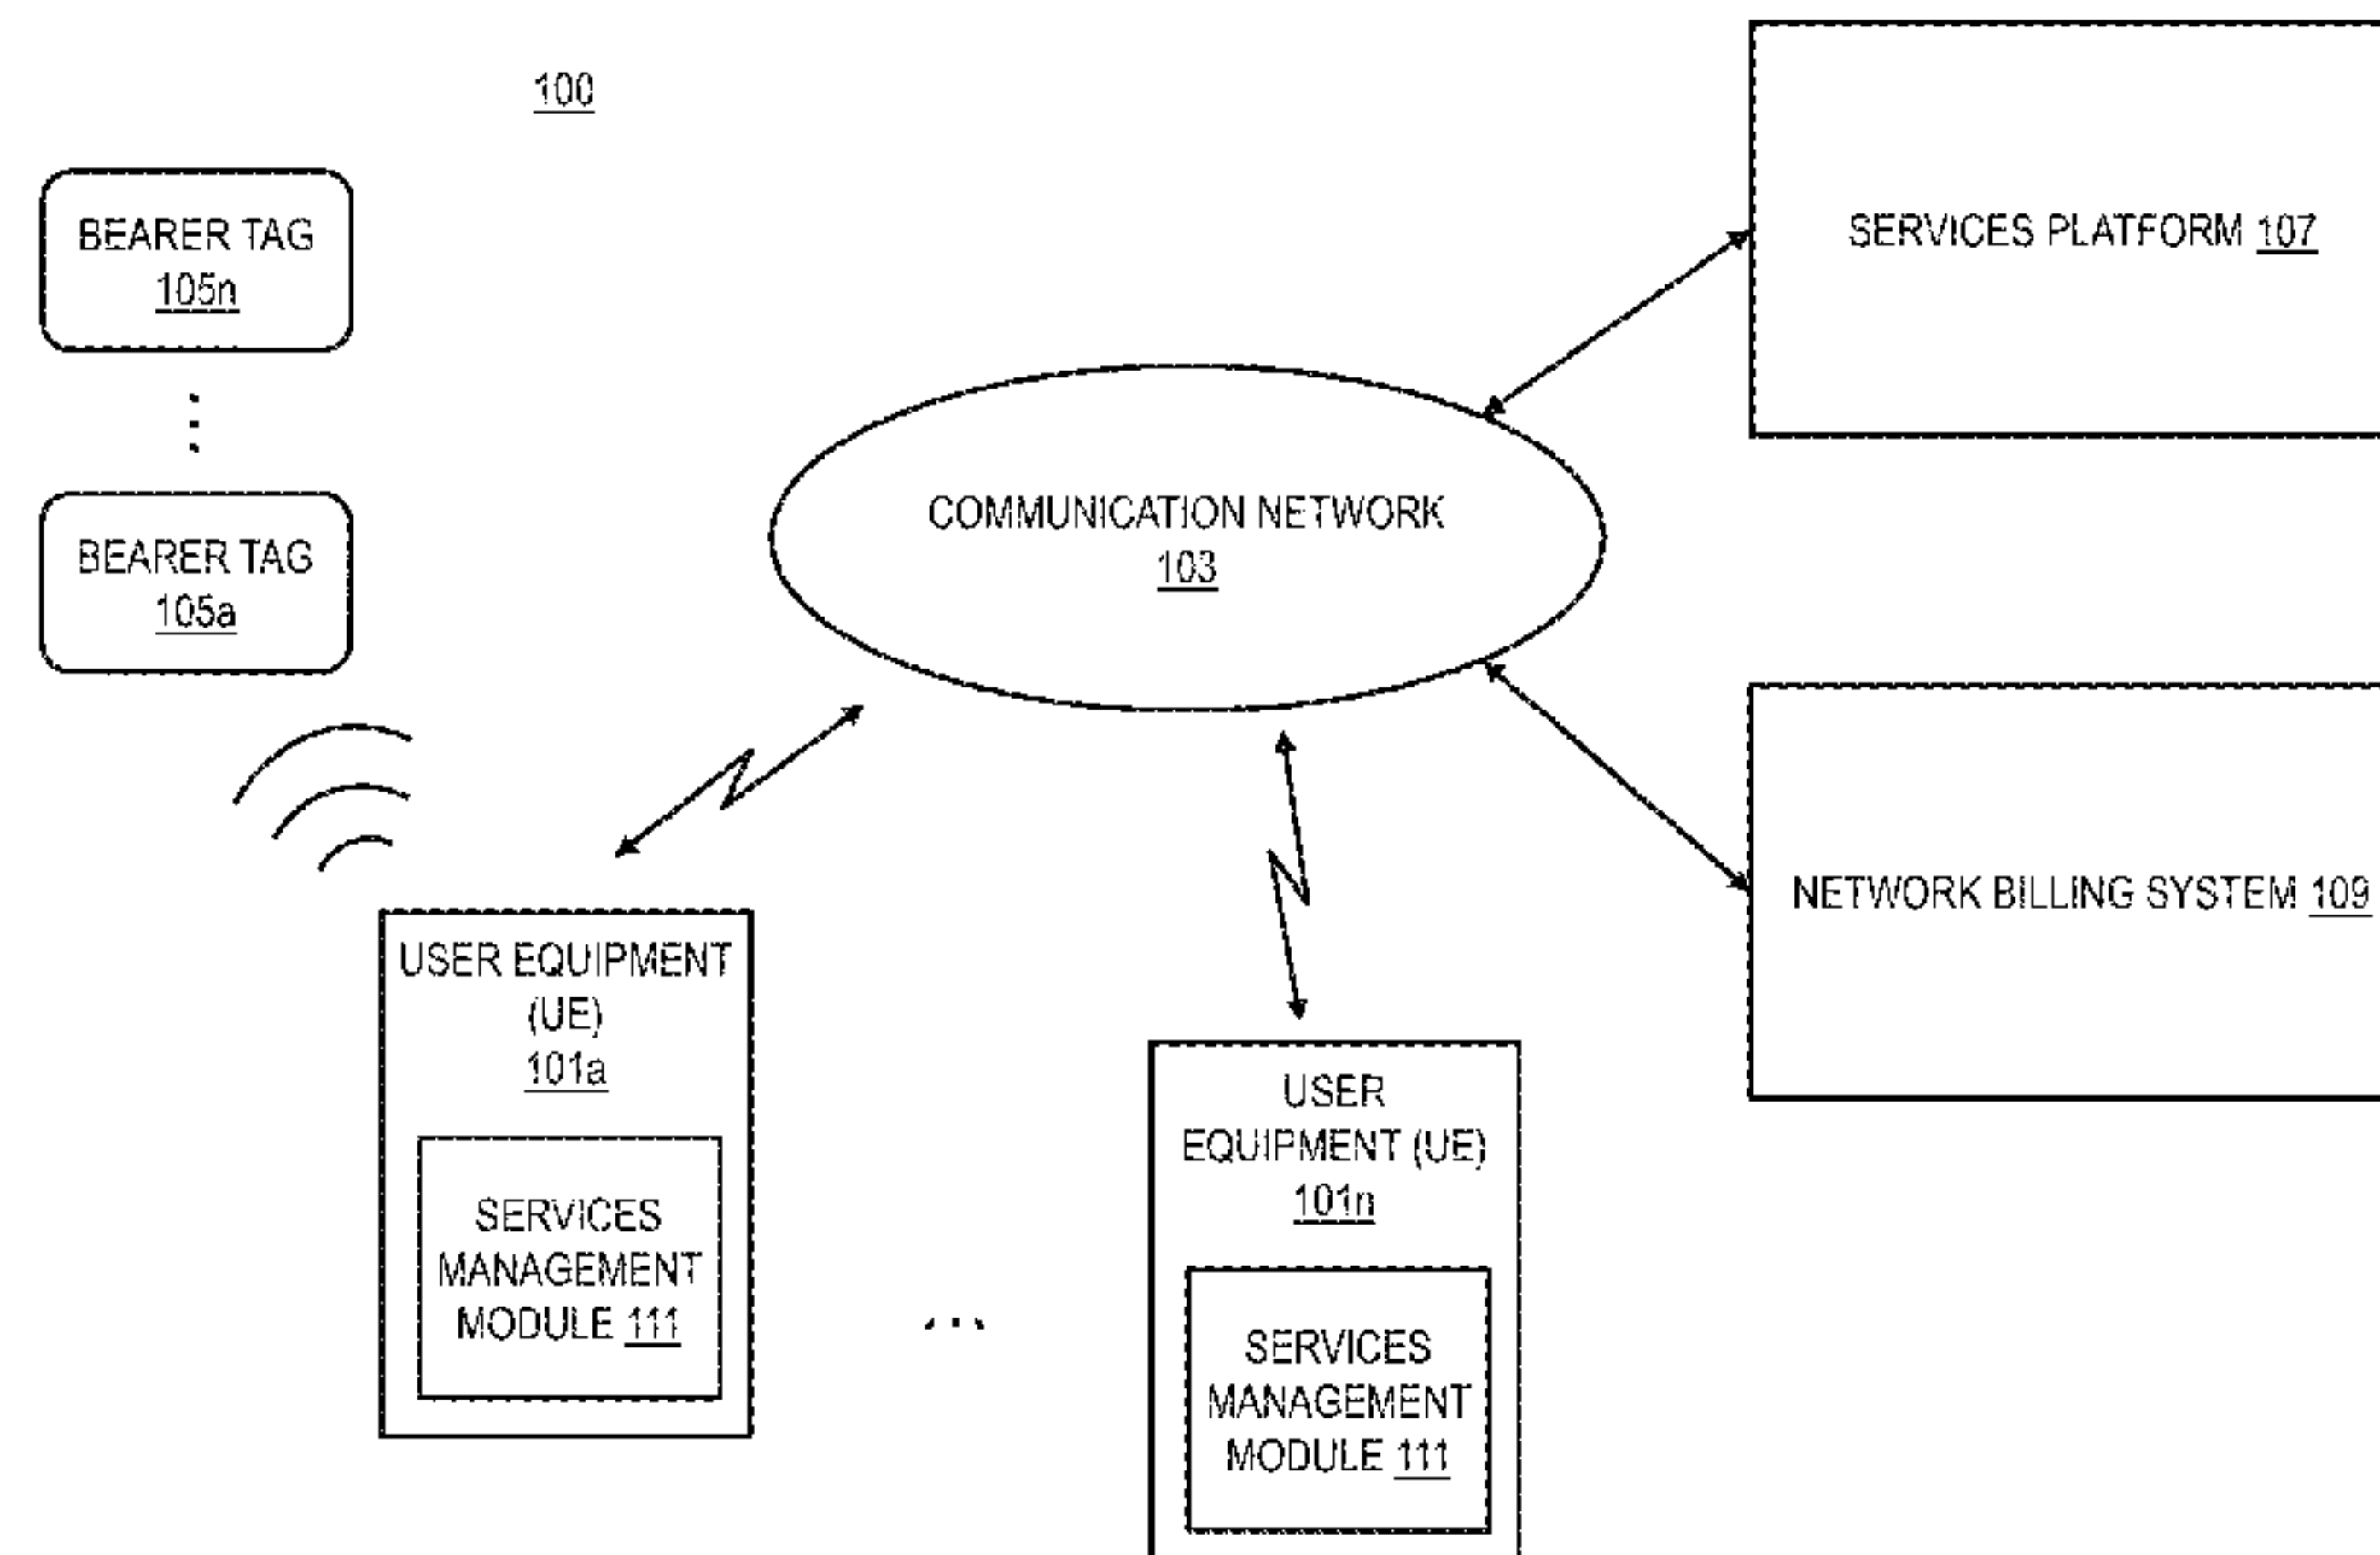 100
BEARER TAG
105n
BEARER TAG
105a
COMMUNICATION NETWORK
103
SERVICES PLATFORM 107
NETWORK BILLING SYSTEM 109
USER EQUIPMENT
(UE)
101a
SERVICES
MANAGEMENT
MODULE 111
...
USER
EQUIPMENT (UE)
101n
SERVICES
MANAGEMENT
MODULE 111